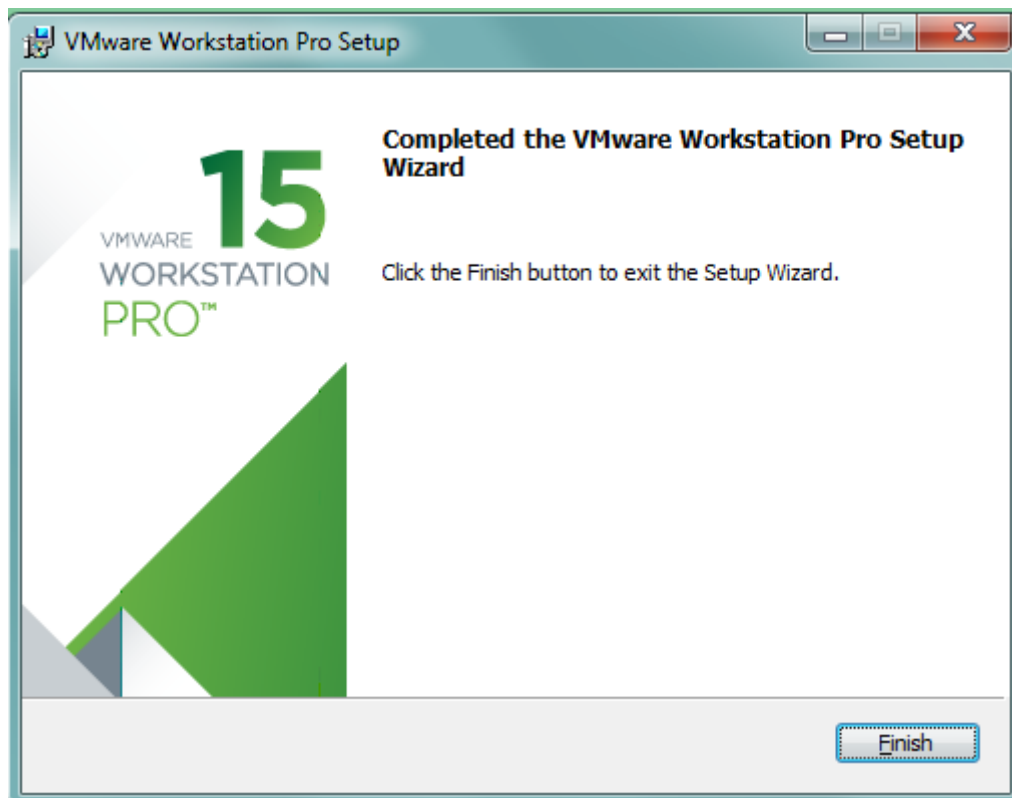 VMware Workstation Pro Setup
Completed the VMware Workstation Pro Setup
Wizard
15
VMWARE
WORKSTATION
PRO™
Click the Finish button to exit the Setup Wizard.
Finish